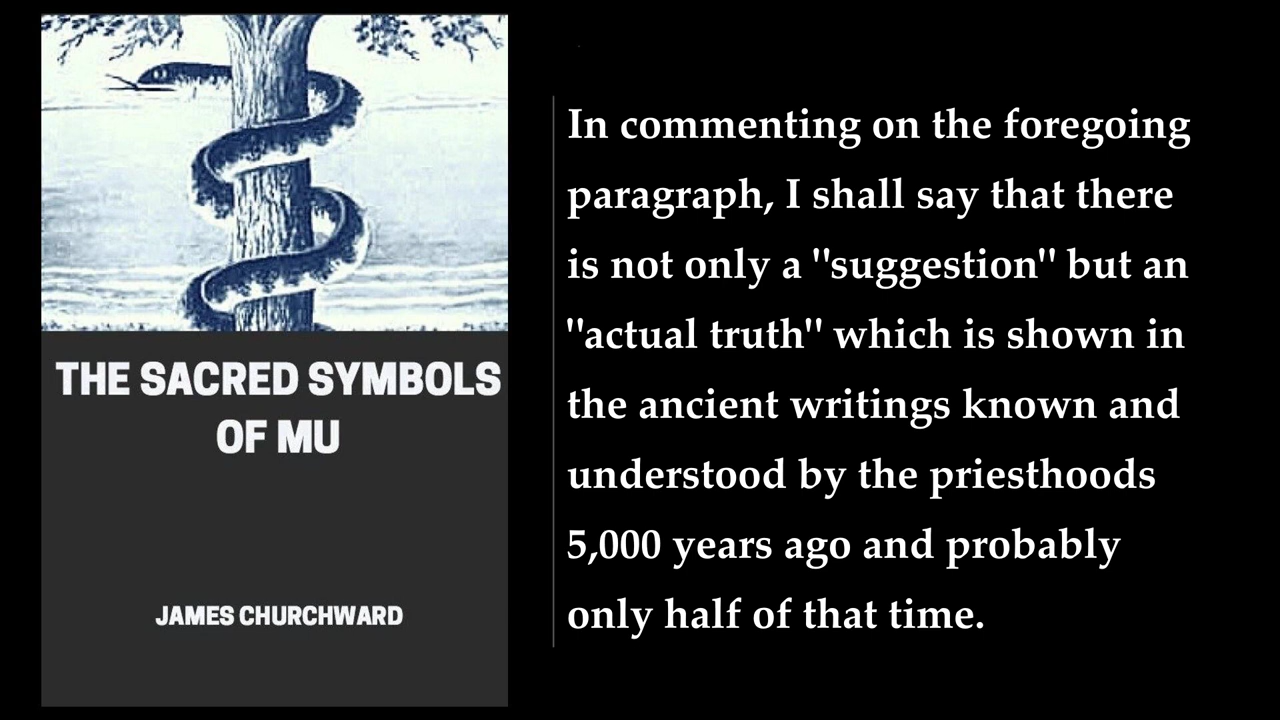 THE SACRED SYMBOLS
OF MU
JAMES CHURCHWARD
In commenting on the foregoing
paragraph, I shall say that there
is not only a "suggestion" but an
"actual truth" which is shown in
the ancient writings known and
understood by the priesthoods
5,000 years ago and probably
only half of that time.